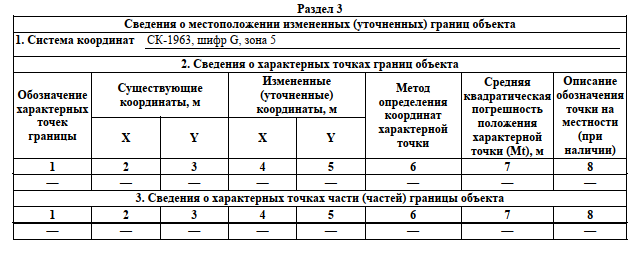 Раздел 3
Сведения о местоположении измененных (уточненных) границ объекта
1. Система координат СК-1963, шифр G, зона 5
2. Сведения о характерных точках границ объекта
Обозначение характерных точек границы
Существующие координаты, м
Измененные (уточненные) координаты, м
Метод определения координат характерной точки
Средняя квадратическая погрешность положения характерной точки (Mt), м
Описание обозначения точки на местности (при наличии)
X Y X Y
1 2 3 4 5 6 7 8
— — — — — — — —
3. Сведения о характерных точках части (частей) границы объекта
1 2 3 4 5 6 7 8
— — — — — — — —